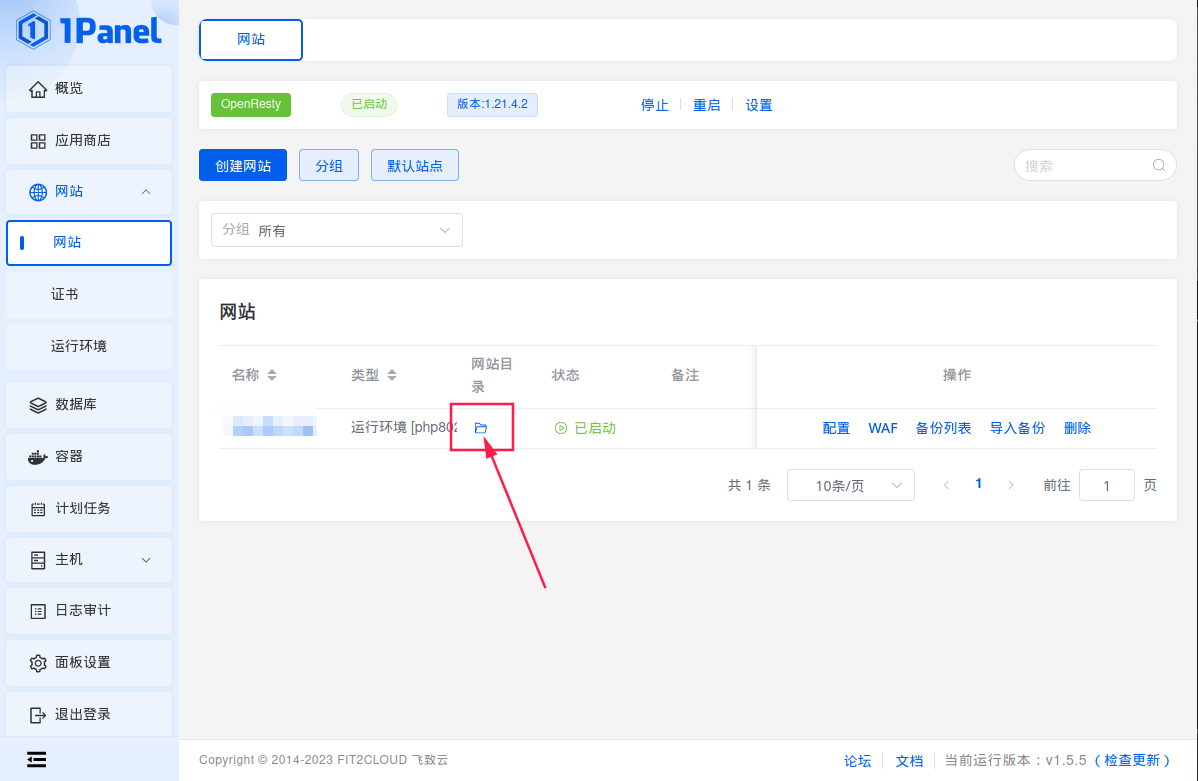 1Panel
概览
应用商店
网站
网站
证书
运行环境
数据库
容器
计划任务
主机
日志审计
面板设置
退出登录
网站
OpenResty 已启动 版本:1.21.4.2 停止 重启 设置
创建网站 分组 默认站点 搜索
分组 所有
网站
名称 类型 网站目录 状态 备注 操作
运行环境 [php802 已启动 配置 WAF 备份列表 导入备份 删除
共 1 条 10条/页 1 前往 1 页
Copyright © 2014-2023 FIT2CLOUD 飞致云 论坛 文档 当前运行版本：v1.5.5 （检查更新）